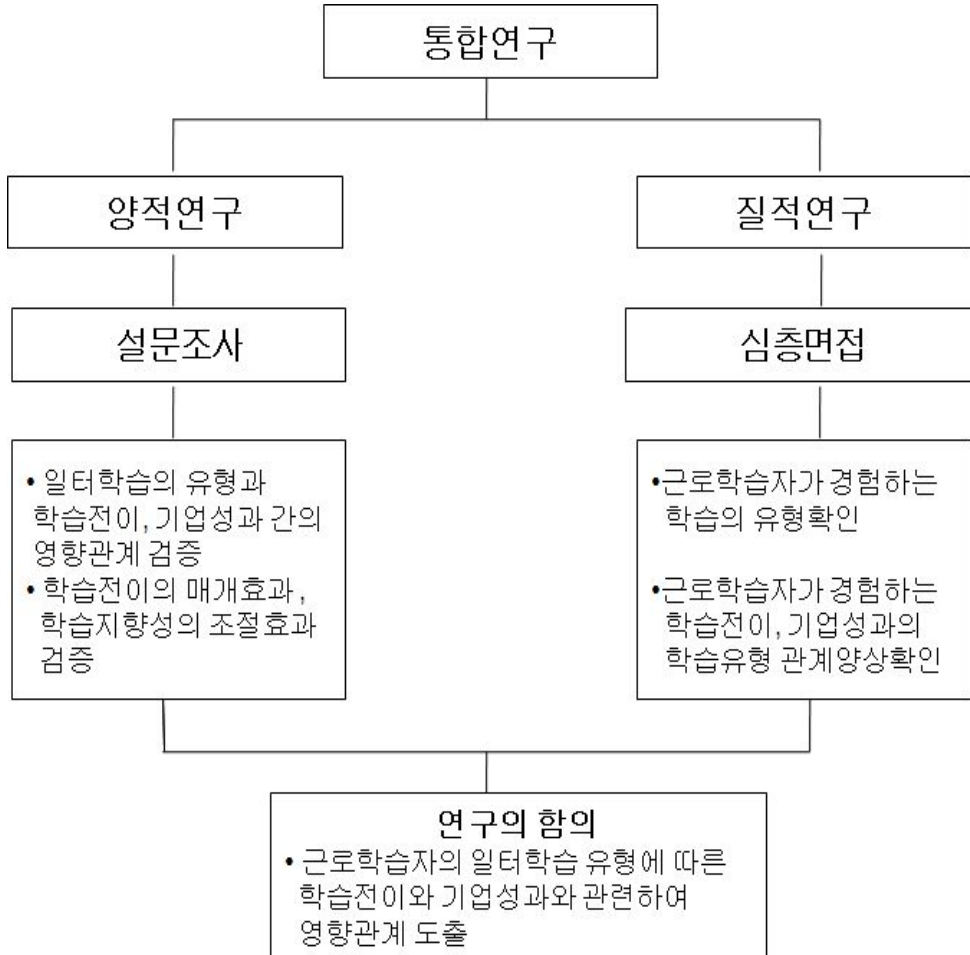 통합연구
양적연구
질적연구
설문조사
심층면접
• 일터학습의 유형과
학습전이, 기업성과 간의
영향관계 검증
• 학습전이의 매개효과,
학습지향성의 조절효과
검증
•근로학습자가 경험하는
학습의 유형확인
•근로학습자가 경험하는
학습전이, 기업성과의
학습유형 관계양상확인
연구의 함의
• 근로학습자의 일터학습 유형에 따른
학습전이와 기업성과와 관련하여
영향관계 도출